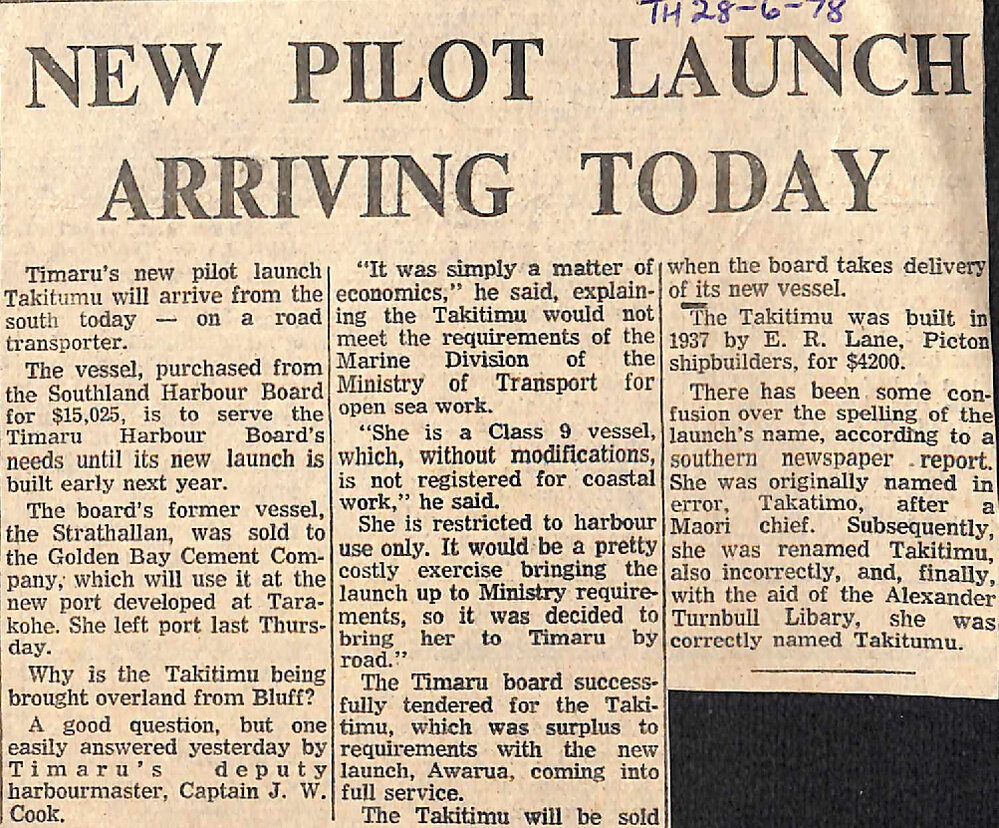 TH 28-6-78
NEW PILOT LAUNCH
ARRIVING TODAY
Timaru's new pilot launch
Takitumu will arrive from the
south today — on a road
transporter.
The vessel, purchased from
the Southland Harbour Board
for $15,025, is to serve the
Timaru Harbour Board's
needs until its new launch is
built early next year.
The board's former vessel,
the Strathallan, was sold to
the Golden Bay Cement Com-
pany, which will use it at the
new port developed at Tara-
kohe. She left port last Thurs-
day.
Why is the Takitimu being
brought overland from Bluff?
A good question, but one
easily answered yesterday by
Timaru's deputy
harbourmaster, Captain J. W.
Cook.
"It was simply a matter of
economics," he said, explain-
ing the Takitimu would not
meet the requirements of the
Marine Division of the
Ministry of Transport for
open sea work.
"She is a Class 9 vessel,
which, without modifications,
is not registered for coastal
work," he said.
She is restricted to harbour
use only. It would be a pretty
costly exercise bringing the
launch up to Ministry require-
ments, so it was decided to
bring her to Timaru by
road."
The Timaru board success-
fully tendered for the Taki-
timu, which was surplus to
requirements with the new
launch, Awarua, coming into
full service.
The Takitimu will be sold
when the board takes delivery
of its new vessel.
The Takitimu was built in
1937 by E. R. Lane, Picton
shipbuilders, for $4200.
There has been some con-
fusion over the spelling of the
launch's name, according to a
southern newspaper report.
She was originally named in
error, Takatimo, after a
Maori chief. Subsequently,
she was renamed Takitimu,
also incorrectly, and, finally,
with the aid of the Alexander
Turnbull Libary, she was
correctly named Takitumu.